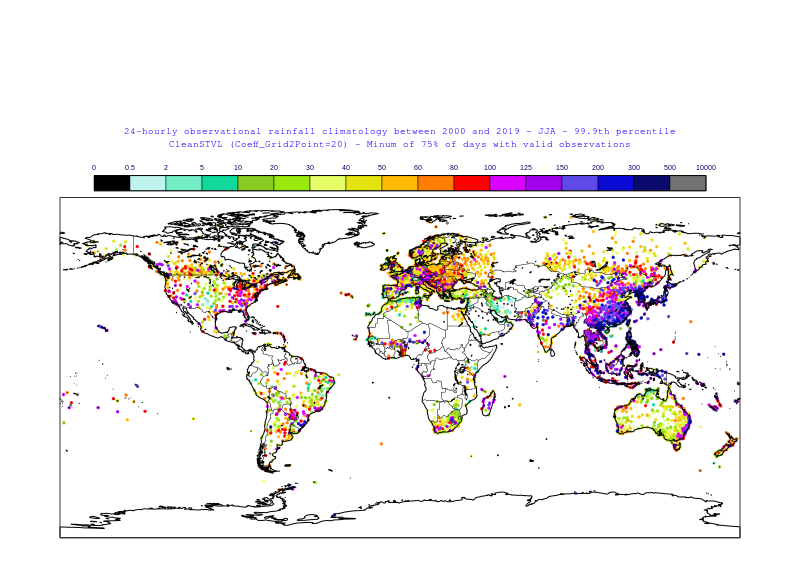 24-hourly observational rainfall climatology between 2000 and 2019 - JJA - 99.9th percentile
CleanSTVL (Coeff_Grid2Point=20) - Minum of 75% of days with valid observations
0 0.5 2 5 10 20 30 40 50 60 80 100 125 150 200 300 500 10000